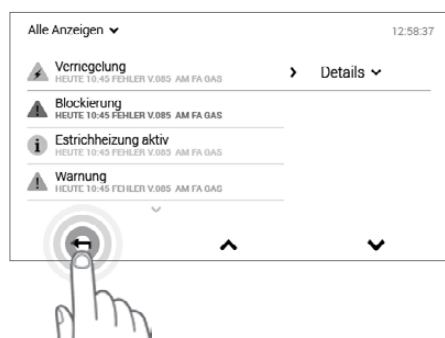 Alle Anzeigen
12:58:37
Verriegelung
HEUTE 10:45 FEHLER V.085 AM FA GAS
Details
Blockierung
HEUTE 10:45 FEHLER V.085 AM FA GAS
Estrichheizung aktiv
HEUTE 10:45 FEHLER V.085 AM FA GAS
Warnung
HEUTE 10:45 FEHLER V.085 AM FA GAS